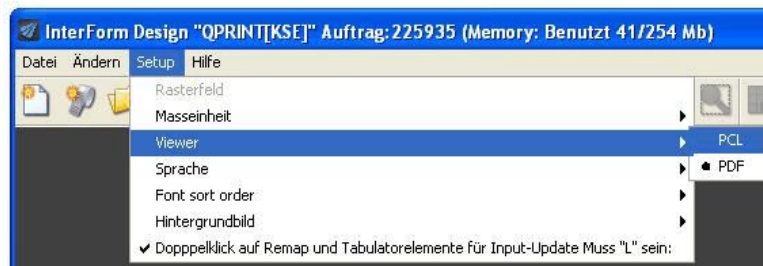 InterForm Design "QPRINT[KSE]" Auftrag:225935 (Memory: Benutzt 41/254 Mb)
Datei Ändern Setup Hilfe
Rasterfeld
Masseinheit
Viewer
PCL
Sprache
PDF
Font sort order
Hintergrundbild
Dopppelklick auf Remap und Tabulatorelemente für Input-Update Muss "L" sein: